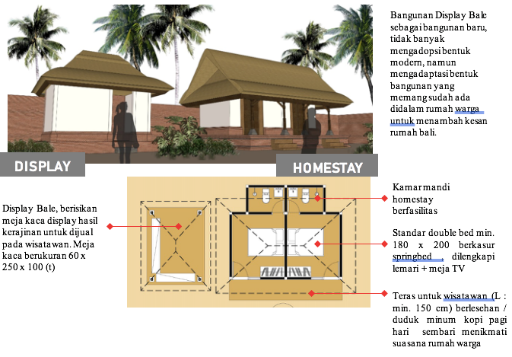 Bangunan Display Bale
sebagai bangunan baru,
tidak banyak
mengadopsi bentuk
modern, namun
mengadaptasi bentuk
bangunan yang
memang sudah ada
didalam rumah warga
untuk menambah kesan
rumah bali.
DISPLAY
HOMESTAY
Display Bale, berisikan
meja kaca display hasil
kerajinan untuk dijual
pada wisatawan. Meja
kaca berukuran 60 x
250 x 100 (t)
Kamar mandi
homestay
berfasilitas
Standar double bed min.
180 x 200 berkasur
springbed , dilengkapi
lemari + meja TV
Teras untuk wisatawan (L :
min. 150 cm) berlesehan /
duduk minum kopi pagi
hari sembari menikmati
suasana rumah warga